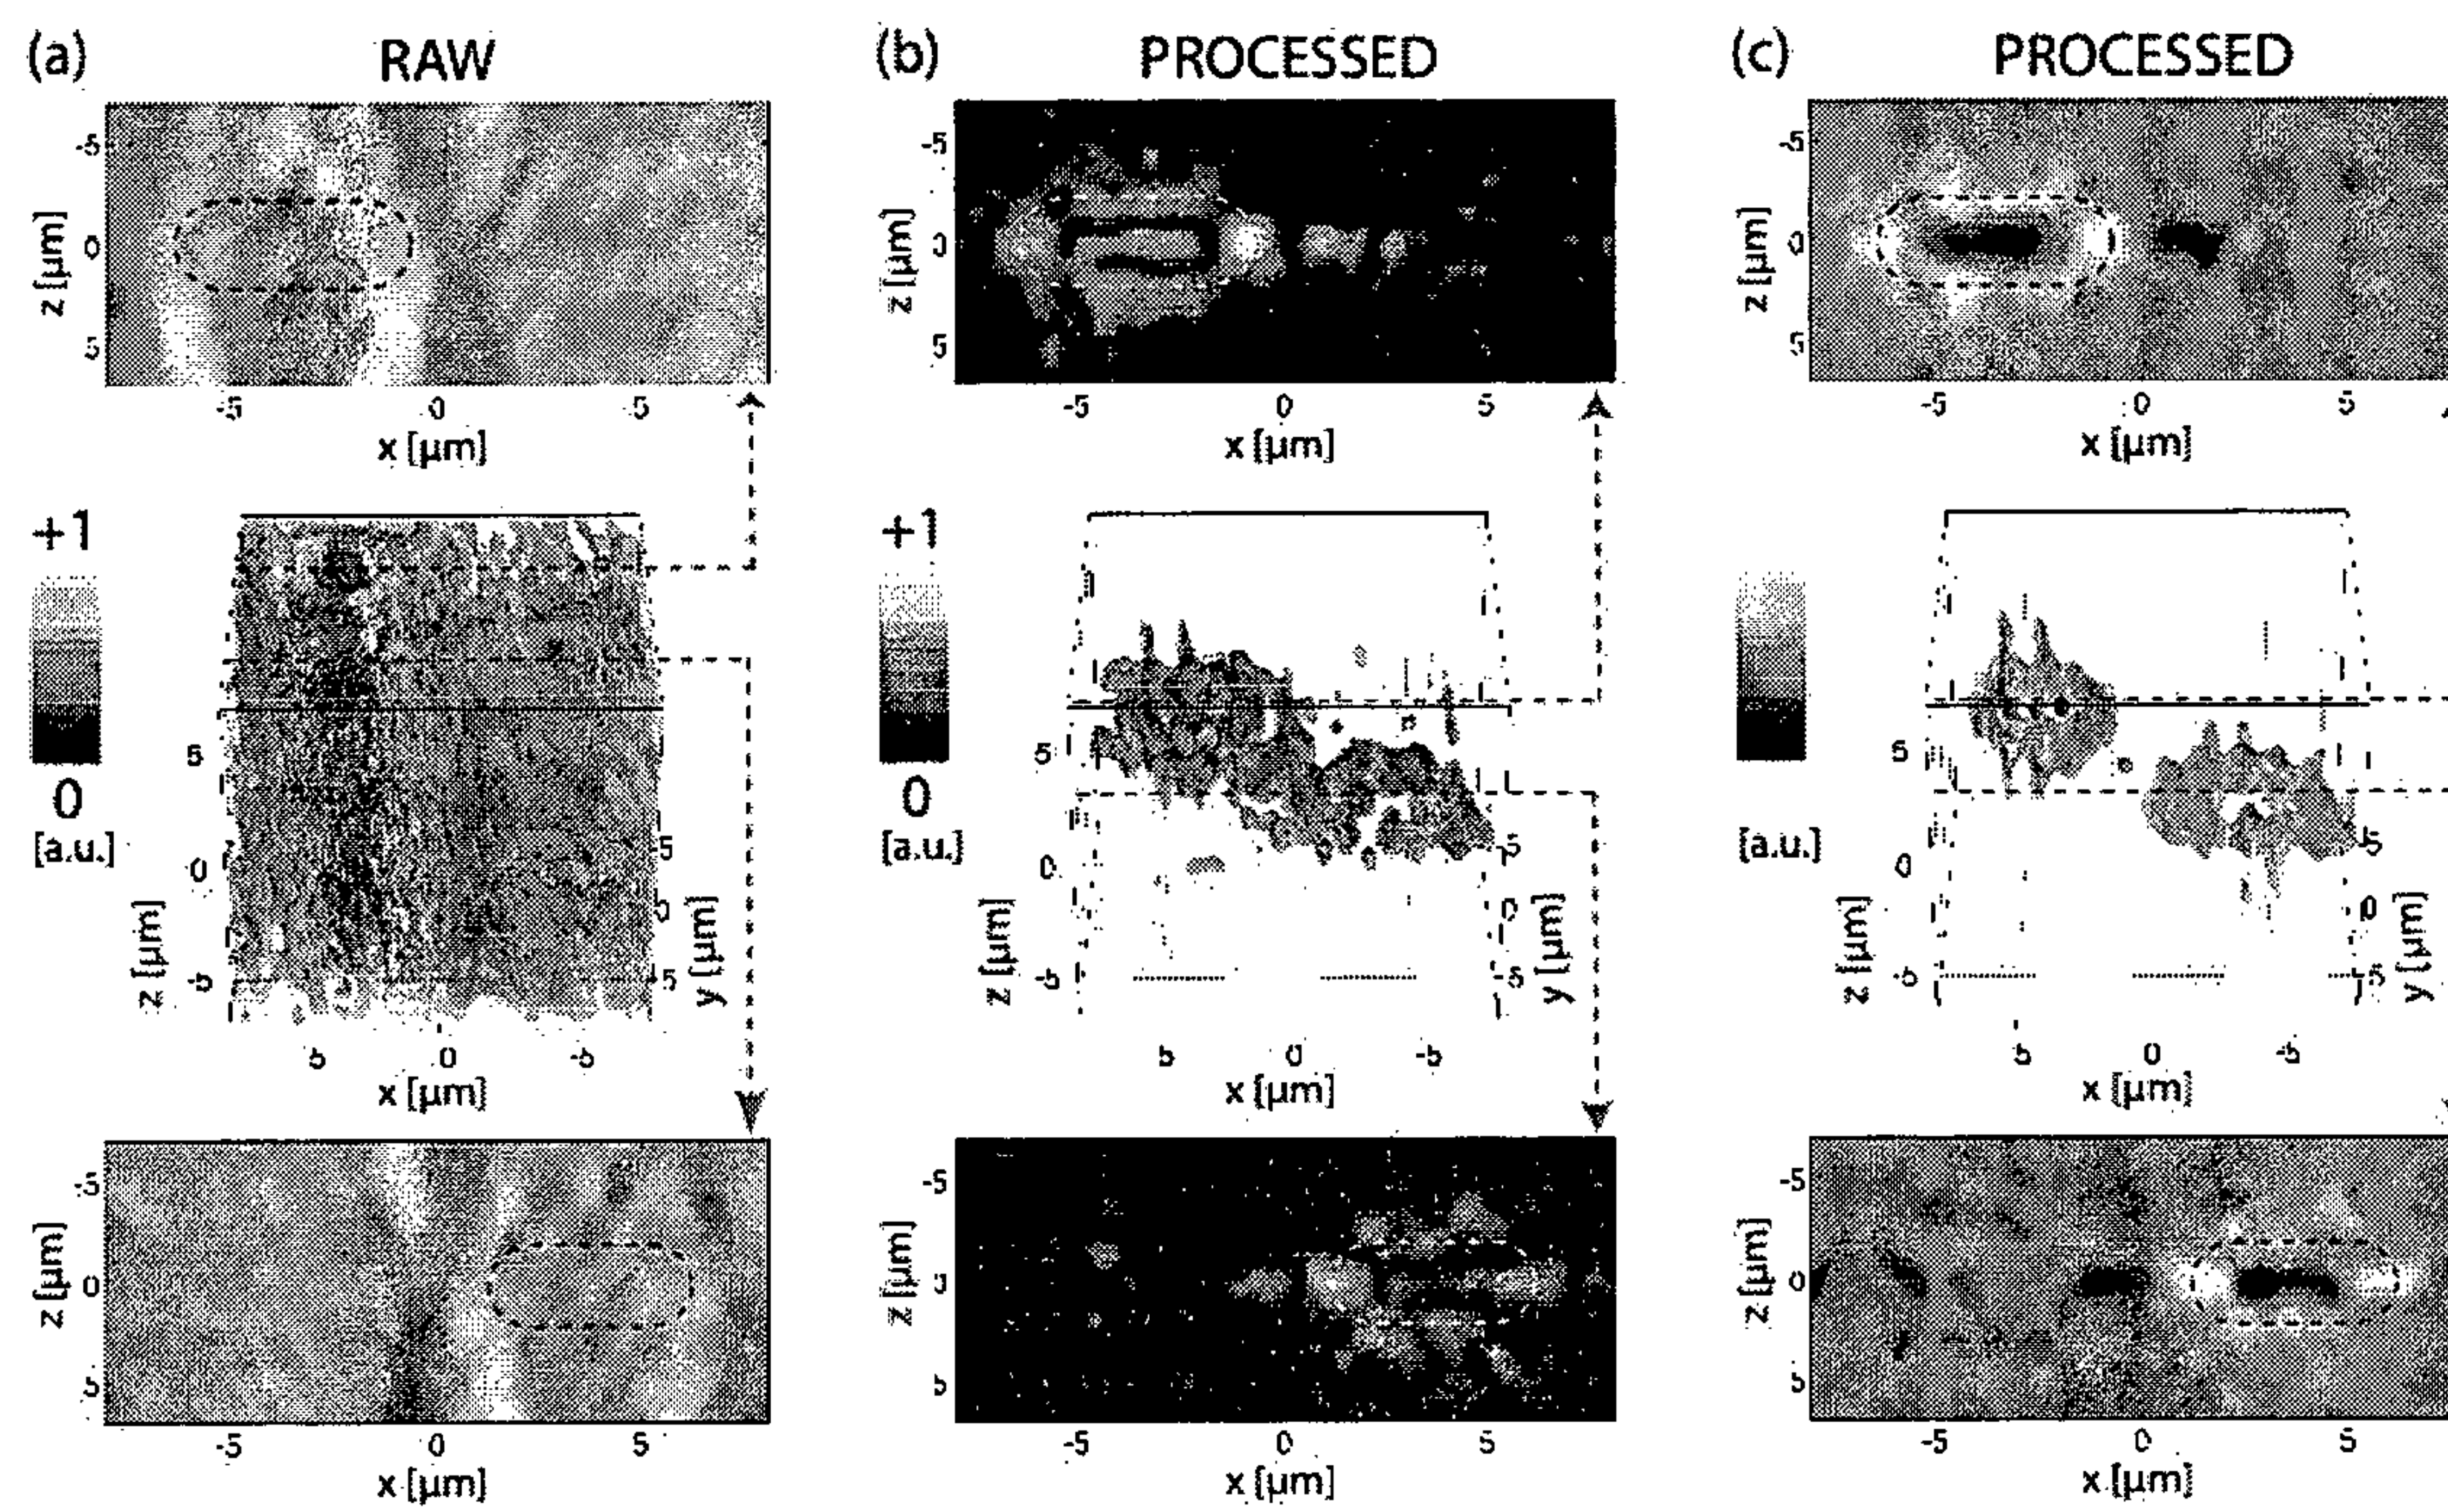 (a) RAW (b) PROCESSED (c) PROCESSED
-5 -5 -5
z [µm] 0 z [µm] z [µm] 0
5 5 5
-5 0 5 -5 0 5 -5 0 5
x [µm] x [µm] x [µm]
+1 +1
5 5 5
0 0
[a.u.] 5 [a.u.] 5 [a.u.] 5
0 0 0
z [µm] 0 y [µm] z [µm] 0 y [µm] z [µm] 0 y [µm]
-5 -5 -5 -5 -5 -5
5 0 -5 5 0 -5 5 0 -5
x [µm] x [µm] x [µm]
-5 -5 -5
z [µm] 0 z [µm] z [µm] 0
5 5 5
-5 0 5 -5 0 5 -5 0 5
x [µm] x [µm] x [µm]